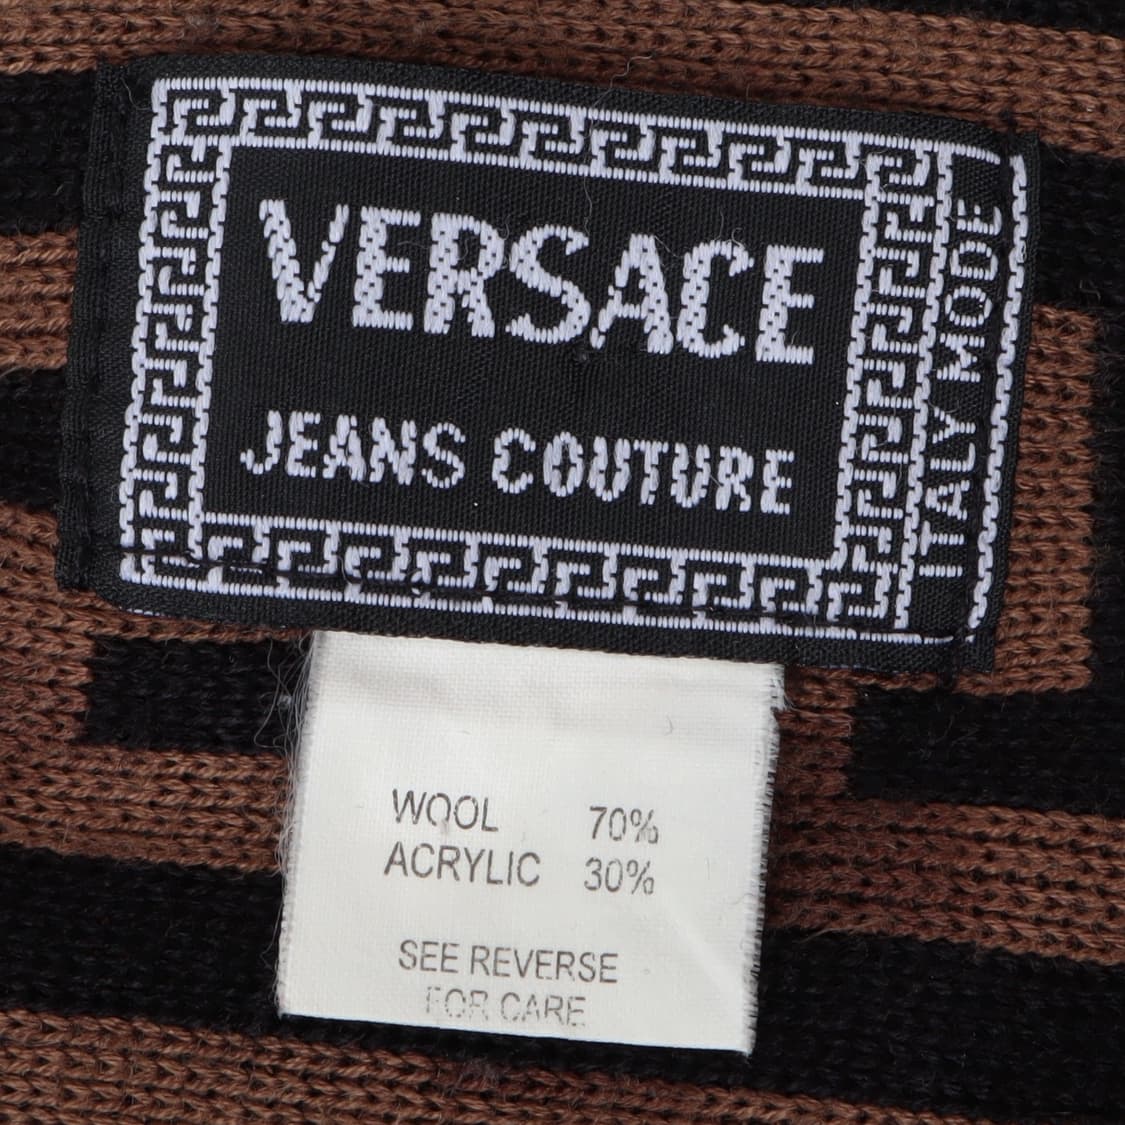 VERSACE
JEANS COUTURE
ITALY MODE
WOOL 70%
ACRYLIC 30%
SEE REVERSE
FOR CARE